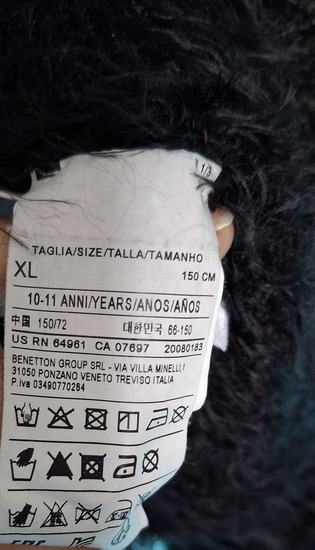 1/3
TAGLIA/SIZE/TALLA/TAMANHO
XL 150 CM
10-11 ANNI/YEARS/ANOS/AÑOS
中国 150/72 대한민국 66-150
US RN 64961 CA 07697 20080183
BENETTON GROUP SRL - VIA VILLA MINELLI,1
31050 PONZANO VENETO TREVISO ITALIA
P.iva 03490770264